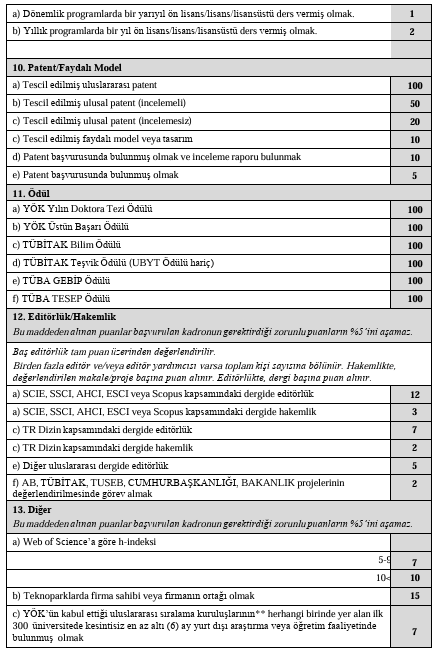 a) Dönemlik programlarda bir yarıyıl ön lisans/lisans/lisansüstü ders vermiş olmak. 1
b) Yıllık programlarda bir yıl ön lisans/lisans/lisansüstü ders vermiş olmak. 2
10. Patent/Faydalı Model
a) Tescil edilmiş uluslararası patent 100
b) Tescil edilmiş ulusal patent (incelemeli) 50
c) Tescil edilmiş ulusal patent (incelemesiz) 20
c) Tescil edilmiş faydalı model veya tasarım 10
d) Patent başvurusunda bulunmuş olmak ve inceleme raporu bulunmak 10
e) Patent başvurusunda bulunmuş olmak 5
11. Ödül
a) YÖK Yılın Doktora Tezi Ödülü 100
b) YÖK Üstün Başarı Ödülü 100
c) TÜBİTAK Bilim Ödülü 100
d) TÜBİTAK Teşvik Ödülü (UBYT Ödülü hariç) 100
e) TÜBA GEBİP Ödülü 100
f) TÜBA TESEP Ödülü 100
12. Editörlük/Hakemlik
Bu maddeden alınan puanlar başvurulan kadronun gerektirdiği zorunlu puanların %5'ini aşamaz.
Baş editörlük tam puan üzerinden değerlendirilir.
Birden fazla editör ve/veya editör yardımcısı varsa toplam kişi sayısına bölünür. Hakemlikte,
değerlendirilen makale/proje başına puan alınır. Editörlükte, dergi başına puan alınır.
a) SCIE, SSCI, AHCI, ESCI veya Scopus kapsamındaki dergide editörlük 12
a) SCIE, SSCI, AHCI, ESCI veya Scopus kapsamındaki dergide hakemlik 3
c) TR Dizin kapsamındaki dergide editörlük 7
c) TR Dizin kapsamındaki dergide hakemlik 2
e) Diğer uluslararası dergide editörlük 5
f) AB, TÜBİTAK, TUSEB, CUMHURBAŞKANLIĞI, BAKANLIK projelerinin 2
değerlendirilmesinde görev almak
13. Diğer
Bu maddeden alınan puanlar başvurulan kadronun gerektirdiği zorunlu puanların %5'ini aşamaz.
a) Web of Science'a göre h-indeksi
5-9 7
10< 10
b) Teknoparklarda firma sahibi veya firmanın ortağı olmak 15
c) YÖK'ün kabul ettiği uluslararası sıralama kuruluşlarının** herhangi birinde yer alan ilk
300 üniversitede kesintisiz en az altı (6) ay yurt dışı araştırma veya öğretim faaliyetinde 7
bulunmuş olmak